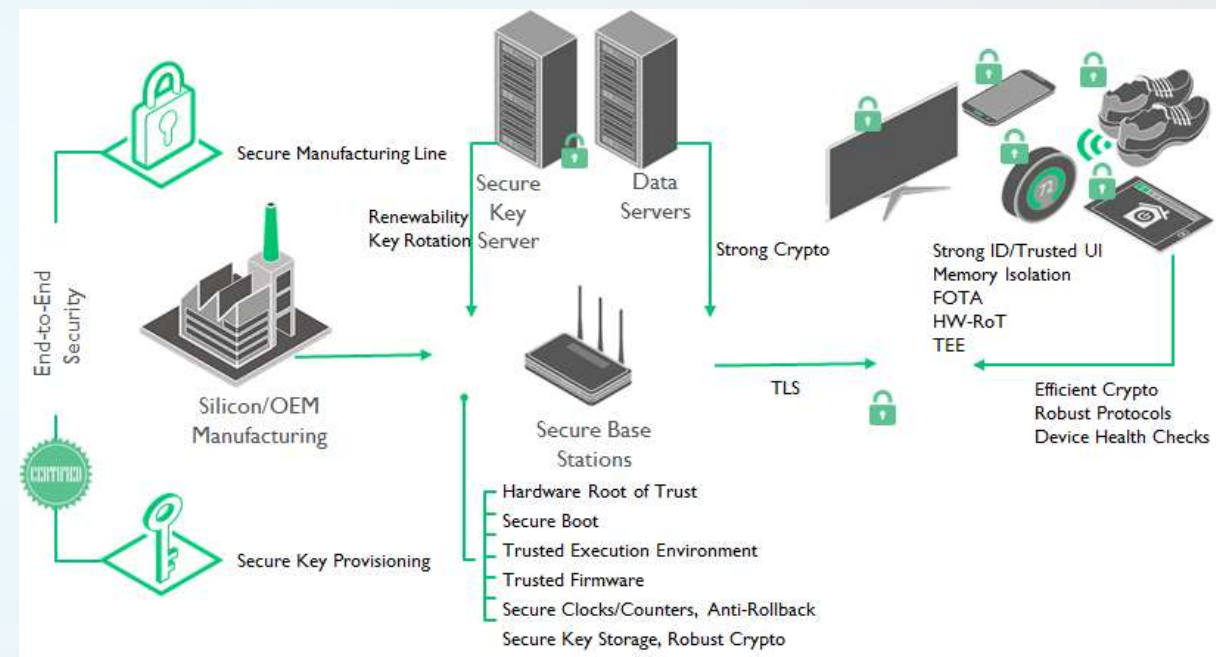 Secure Manufacturing Line
Secure
Key
Server
Data
Servers
Renewability
Key Rotation
Strong Crypto
72
Strong ID/Trusted UI
Memory Isolation
FOTA
HW-RoT
TEE
End-to-End
Security
Silicon/OEM
Manufacturing
Secure Base
Stations
TLS
Efficient Crypto
Robust Protocols
Device Health Checks
CERTIFIED
Secure Key Provisioning
Hardware Root of Trust
Secure Boot
Trusted Execution Environment
Trusted Firmware
Secure Clocks/Counters, Anti-Rollback
Secure Key Storage, Robust Crypto